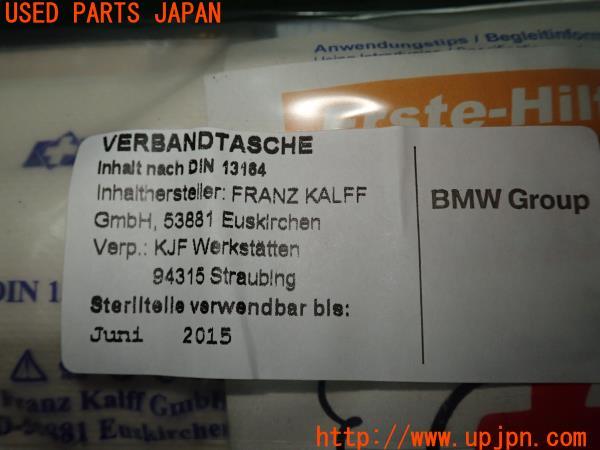 USED PARTS JAPAN
Anwendungstips / Begleitinform
Erste-Hil
VERBANDTASCHE
Inhalt nach DIN 13164
Inhalthersteller: FRANZ KALFF
GmbH, 53881 Euskirchen
Verp.: KJF Werkstätten
94315 Straubing
Sterilteile verwendbar bis:
Juni 2015
BMW Group
DIN 1
Franz Kalff GmbH
D-53881 Euskirchen
http://www.upjpn.com/